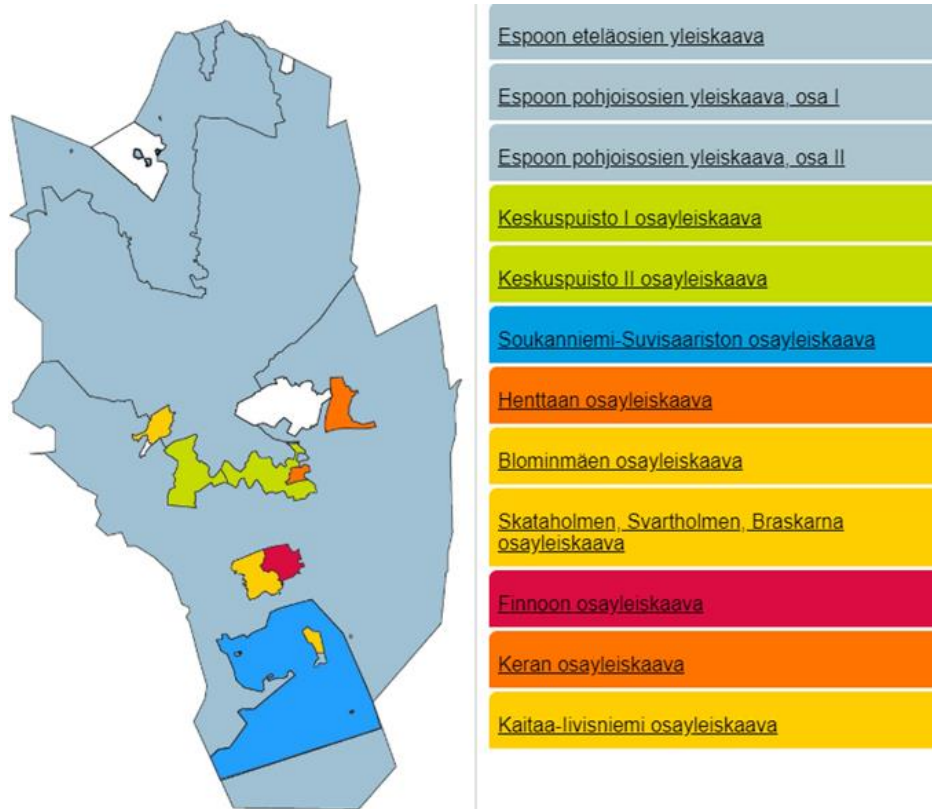 Espoon eteläosien yleiskaava
Espoon pohjoisosien yleiskaava, osa I
Espoon pohjoisosien yleiskaava, osa II
Keskuspuisto I osayleiskaava
Keskuspuisto II osayleiskaava
Soukanniemi-Suvisaariston osayleiskaava
Henttaan osayleiskaava
Blominmäen osayleiskaava
Skataholmen, Svartholmen, Braskarna
osayleiskaava
Finnoon osayleiskaava
Keran osayleiskaava
Kaitaa-Iivisniemi osayleiskaava